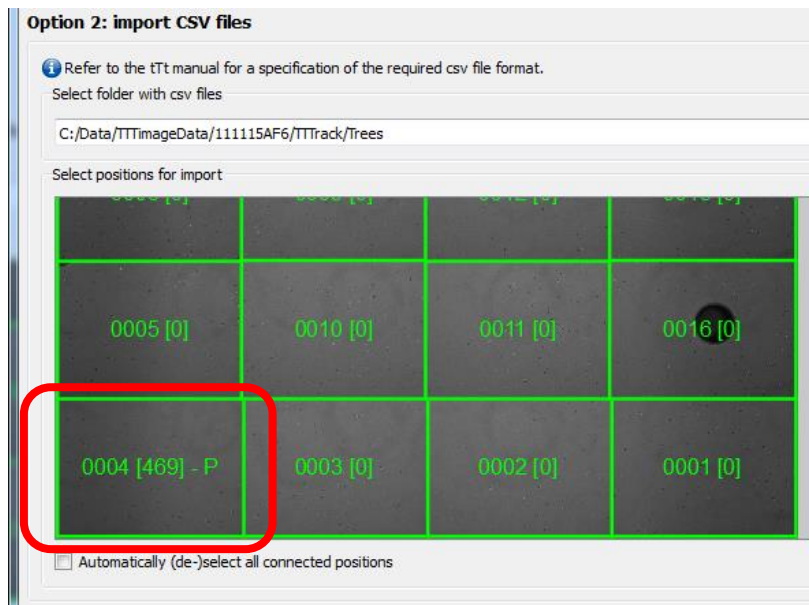 Option 2: import CSV files
Refer to the tTt manual for a specification of the required csv file format.
Select folder with csv files
C:/Data/TTTimageData/111115AF6/TTTrack/Trees
Select positions for import
0005 [0] 0010 [0] 0011 [0] 0016 [0]
0004 [469] - P 0003 [0] 0002 [0] 0001 [0]
Automatically (de-)select all connected positions